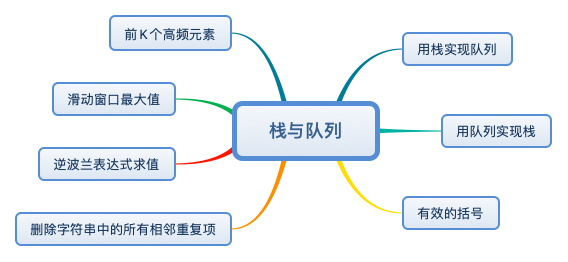 前K个高频元素
用栈实现队列
滑动窗口最大值
栈与队列
用队列实现栈
逆波兰表达式求值
有效的括号
删除字符串中的所有相邻重复项